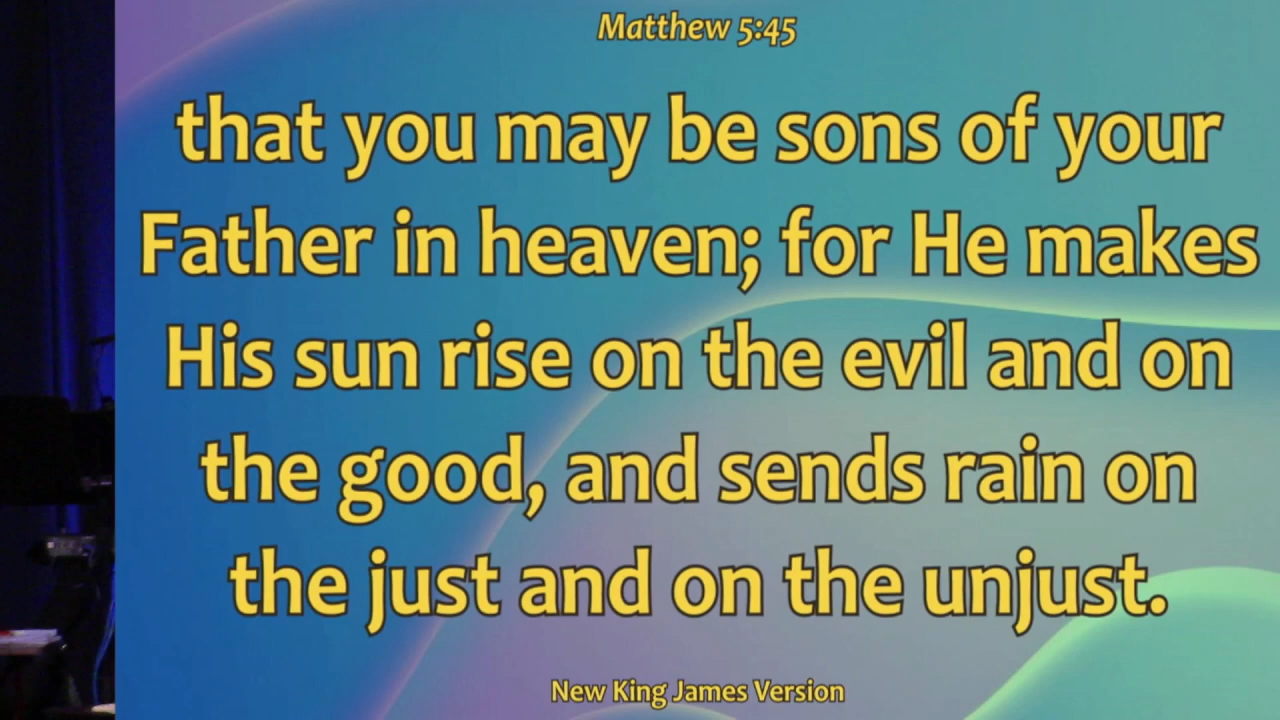 Matthew 5:45
that you may be sons of your
Father in heaven; for He makes
His sun rise on the evil and on
the good, and sends rain on
the just and on the unjust.
New King James Version